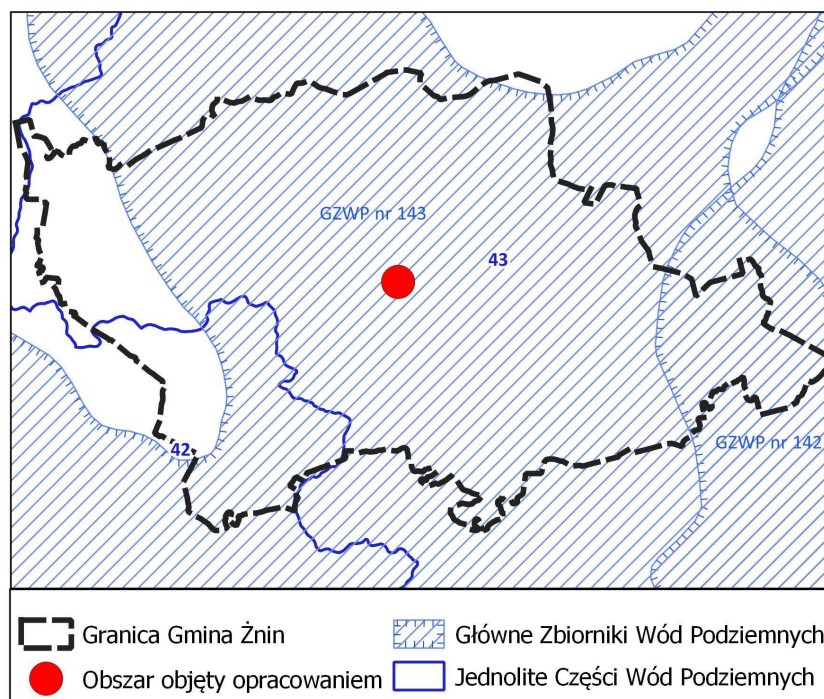 GZWP nr 143
43
42
GZWP nr 142
Granica Gmina Żnin
Główne Zbiorniki Wód Podziemnych
Obszar objęty opracowaniem
Jednolite Części Wód Podziemnych